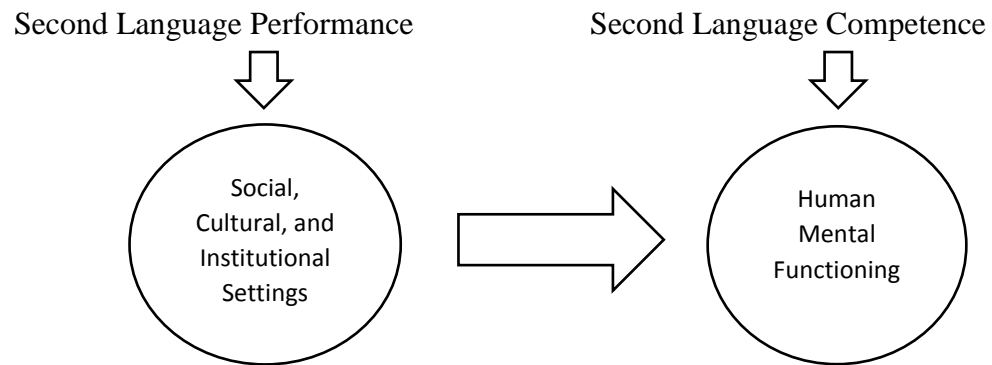 Second Language Performance
Second Language Competence
Social,
Cultural, and
Institutional
Settings
Human
Mental
Functioning